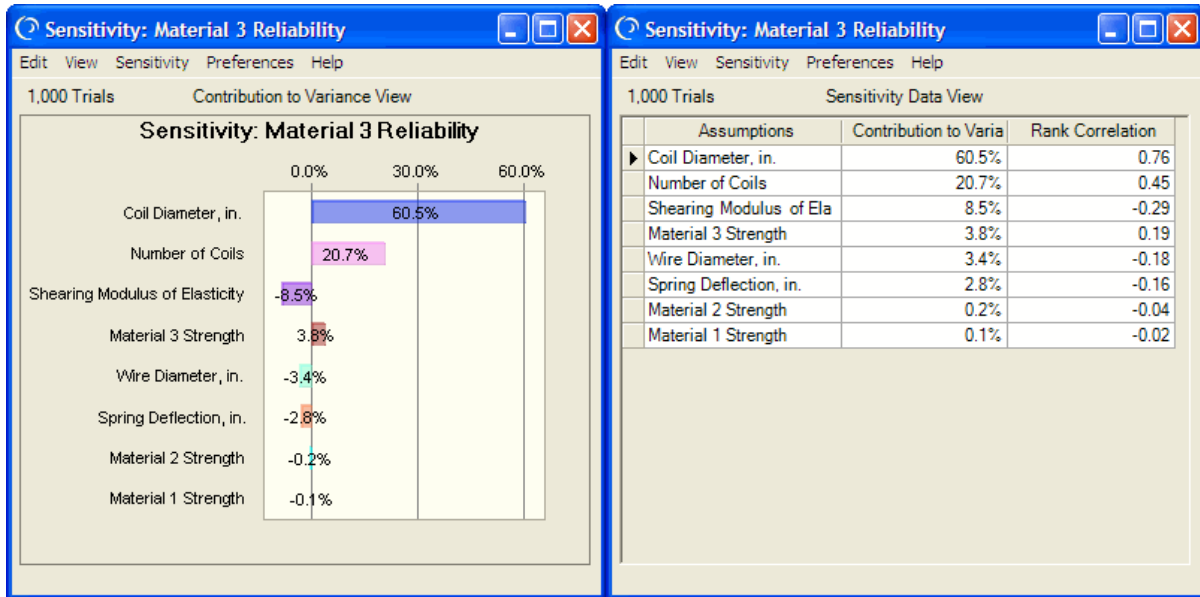 Sensitivity: Material 3 Reliability
Edit View Sensitivity Preferences Help
1,000 Trials Contribution to Variance View
Sensitivity: Material 3 Reliability
0.0% 30.0% 60.0%
Coil Diameter, in. 60.5%
Number of Coils 20.7%
Shearing Modulus of Elasticity -8.5%
Material 3 Strength 3.8%
Wire Diameter, in. -3.4%
Spring Deflection, in. -2.8%
Material 2 Strength -0.2%
Material 1 Strength -0.1%
Sensitivity: Material 3 Reliability
Edit View Sensitivity Preferences Help
1,000 Trials Sensitivity Data View
Assumptions Contribution to Varia Rank Correlation
Coil Diameter, in. 60.5% 0.76
Number of Coils 20.7% 0.45
Shearing Modulus of Ela 8.5% -0.29
Material 3 Strength 3.8% 0.19
Wire Diameter, in. 3.4% -0.18
Spring Deflection, in. 2.8% -0.16
Material 2 Strength 0.2% -0.04
Material 1 Strength 0.1% -0.02